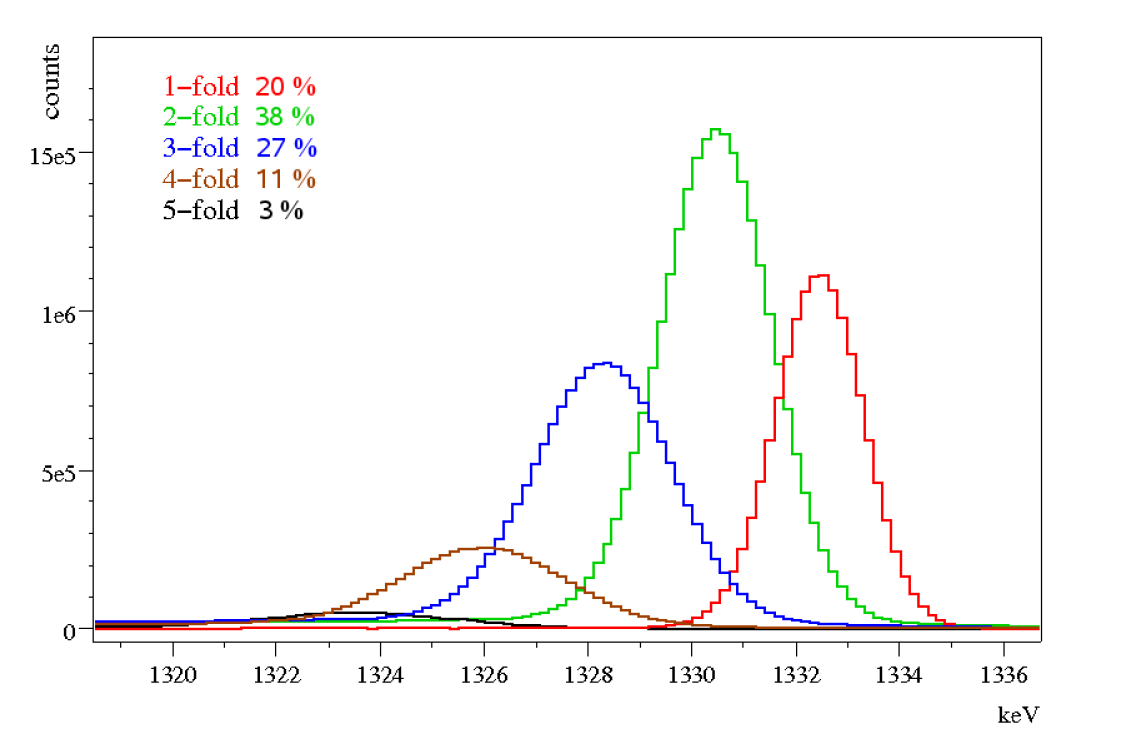 counts
1–fold 20 %
2–fold 38 %
3–fold 27 %
4–fold 11 %
5–fold 3 %
15e5
1e6
5e5
0
1320 1322 1324 1326 1328 1330 1332 1334 1336
keV